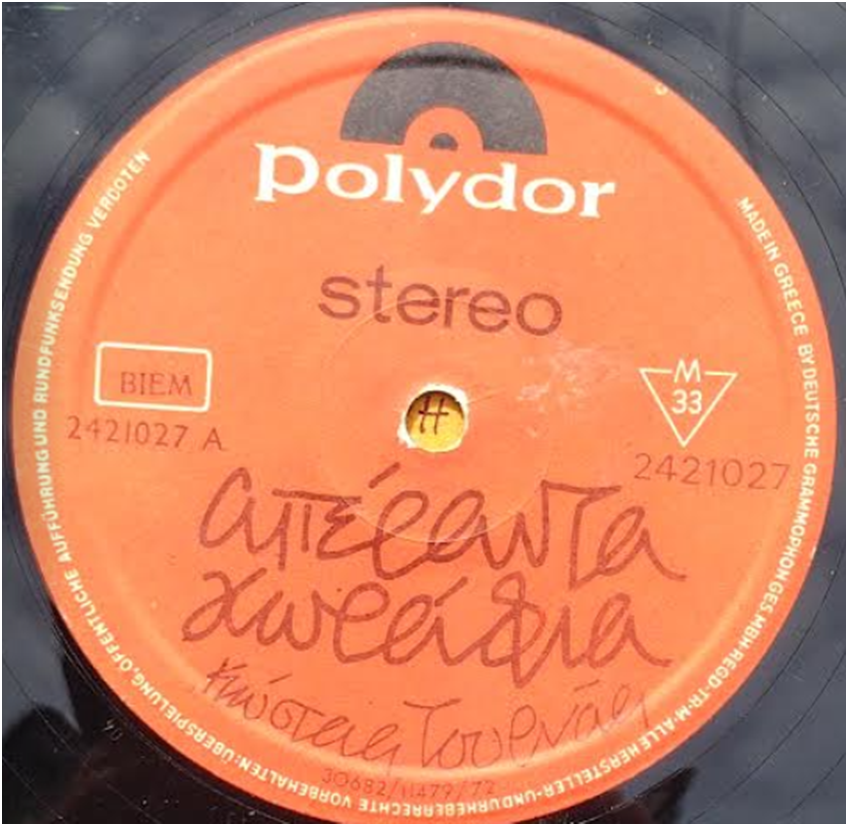 polydor
stereo
BIEM
2421027 A
M
33
2421027
H
απέραντα
χωράφια
Κώστας Τουρνάς
30682/H479/72
MADE IN GREECE BY DEUTSCHE GRAMMOPHON GES. MBH·REGD·TR·M·ALLE HERSTELLER-UND URHEBERRECHTE VORBEHALTEN: ÜBERSPIELUNG, ÖFFENTLICHE AUFFÜHRUNG UND RUNDFUNKSENDUNG VERBOTEN